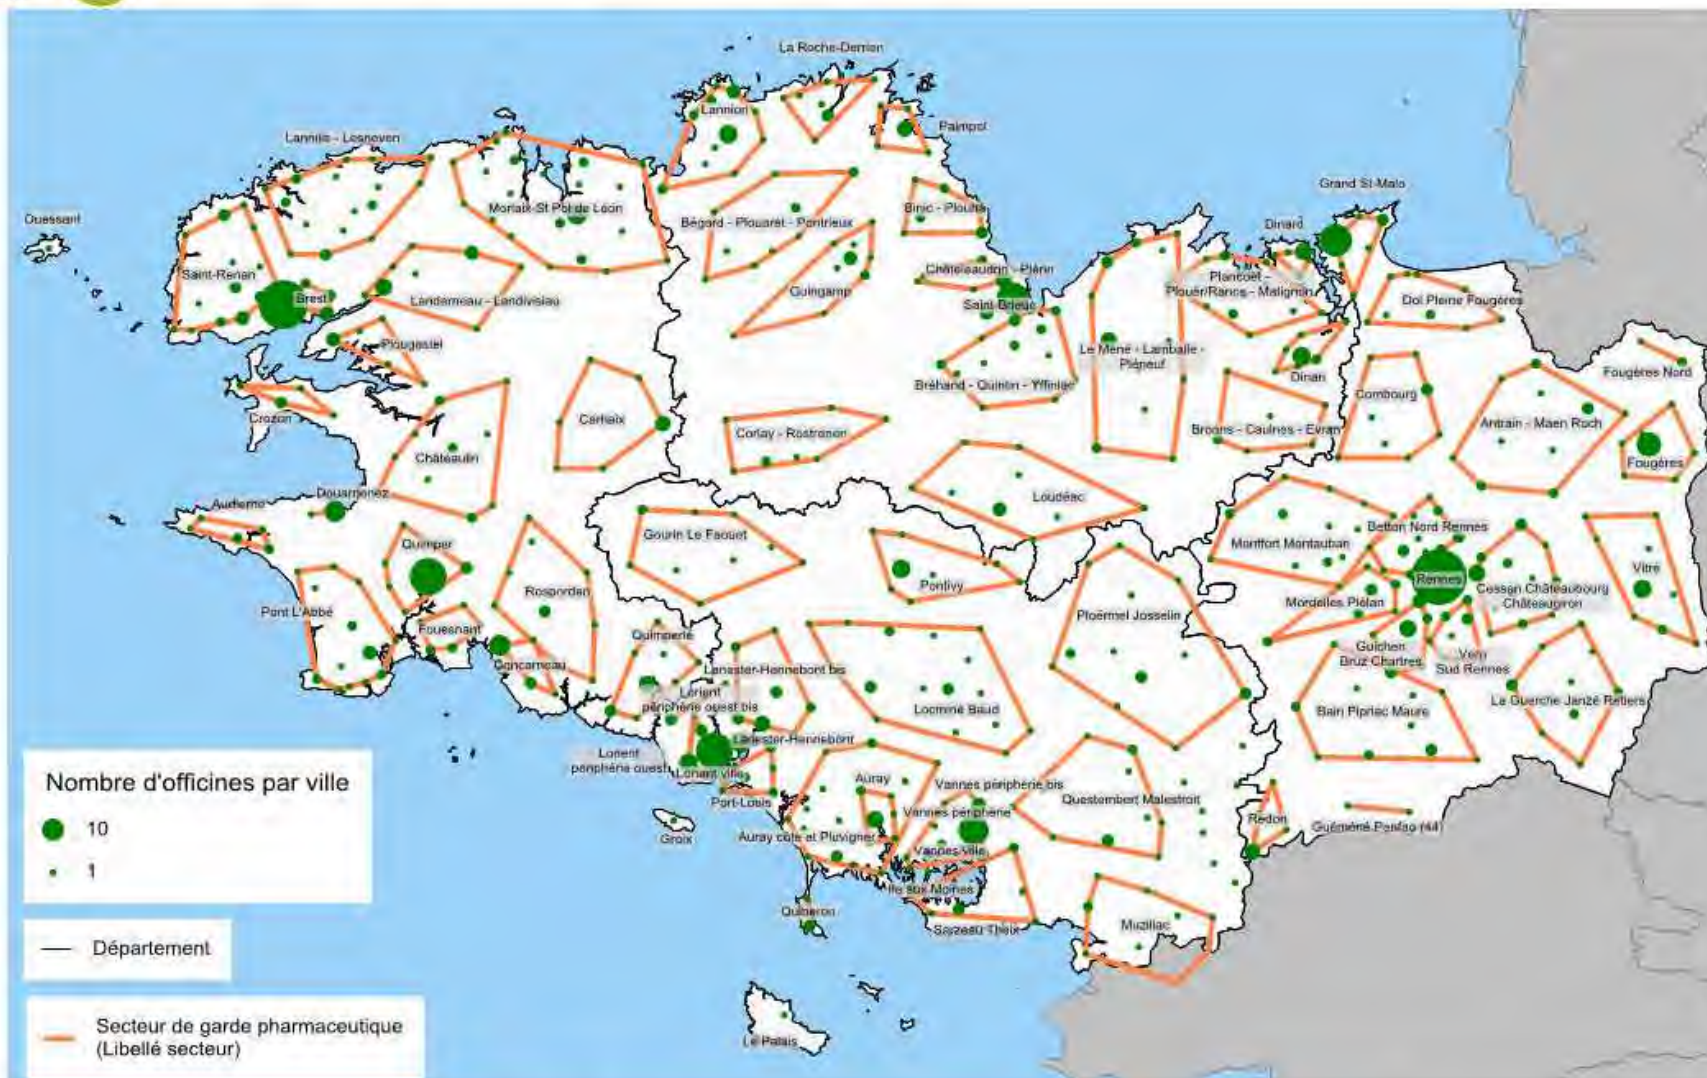 La Roche-Derrien
Lannion
Paimpol
Lannilis - Lesneven
Morlaix-St Pol de Léon
Grand St-Malo
Ouessant
Bégard - Plouaret - Pontrieux
Binic - Plouha
Dinard
Saint-Renan
Brest
Landerneau - Landivisiau
Guingamp
Châtelaudrin - Plérin
Saint-Brieuc
Plancoët -
Plouër/Rance - Matignon
Dol Pleine Fougères
Plougastel
Le Mené - Lamballe -
Pléneuf
Fougères Nord
Crozon
Carhaix
Bréhand - Quintin - Yffiniac
Dinan
Combourg
Antrain - Maen Roch
Corlay - Rostrenen
Broons - Caulnes - Evran
Châteaulin
Fougères
Douarnenez
Audierne
Loudéac
Gourin Le Faouet
Betton Nord Rennes
Montfort Montauban
Quimper
Pontivy
Rennes
Vitré
Rosporden
Cesson Châteaubourg
Châteaugiron
Mordelles Plélan
Pont L'Abbé
Ploërmel Josselin
Fouesnant
Quimperlé
Guichen
Bruz Chartres
Vern
Sud Rennes
Concarneau
Lanester-Hennebont bis
Lorient
périphérie ouest bis
La Guerche Janzé Retiers
Locminé Baud
Bain Pipriac Maure
Lanester-Hennebont
Lorient
périphérie ouest
Lorient ville
Auray
Vannes périphérie bis
Port-Louis
Questembert Malestroit
Vannes périphérie
Redon
Guéméné Penfao (44)
Groix
Auray côte et Pluvigner
Vannes ville
Ile aux Moines
Quiberon
Sarzeau Theix
Muzillac
Le Palais
Nombre d'officines par ville
10
1
Département
Secteur de garde pharmaceutique
(Libellé secteur)